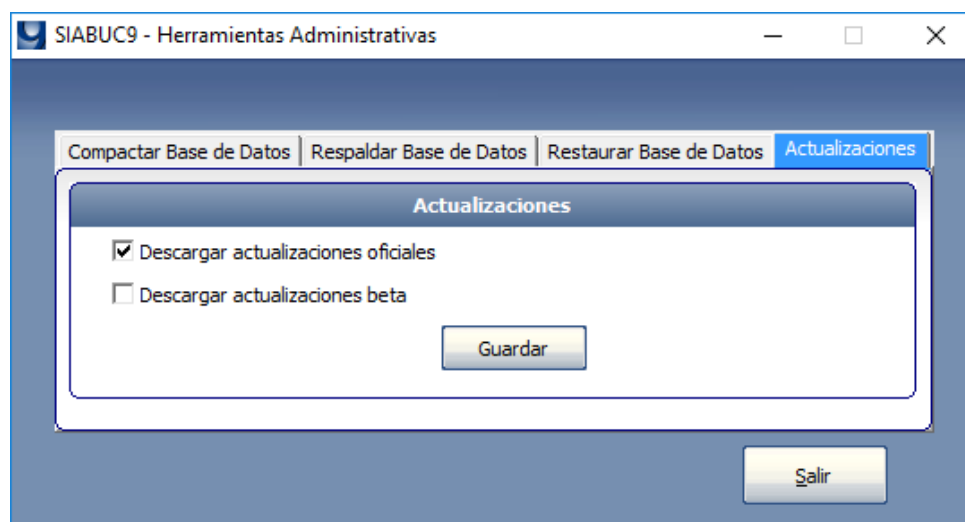 SIABUC9 - Herramientas Administrativas
Compactar Base de Datos Respaldar Base de Datos Restaurar Base de Datos Actualizaciones
Actualizaciones
Descargar actualizaciones oficiales
Descargar actualizaciones beta
Guardar
Salir